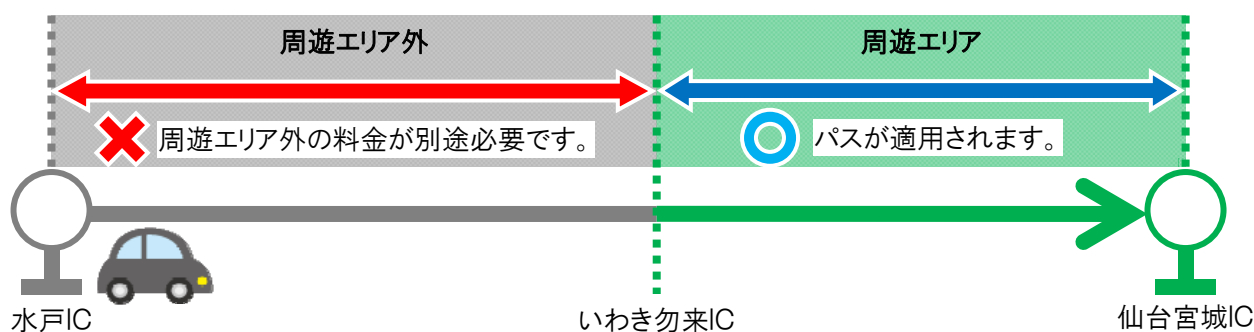 周遊エリア外
周遊エリア
周遊エリア外の料金が別途必要です。
パスが適用されます。
水戸IC
いわき勿来IC
仙台宮城IC